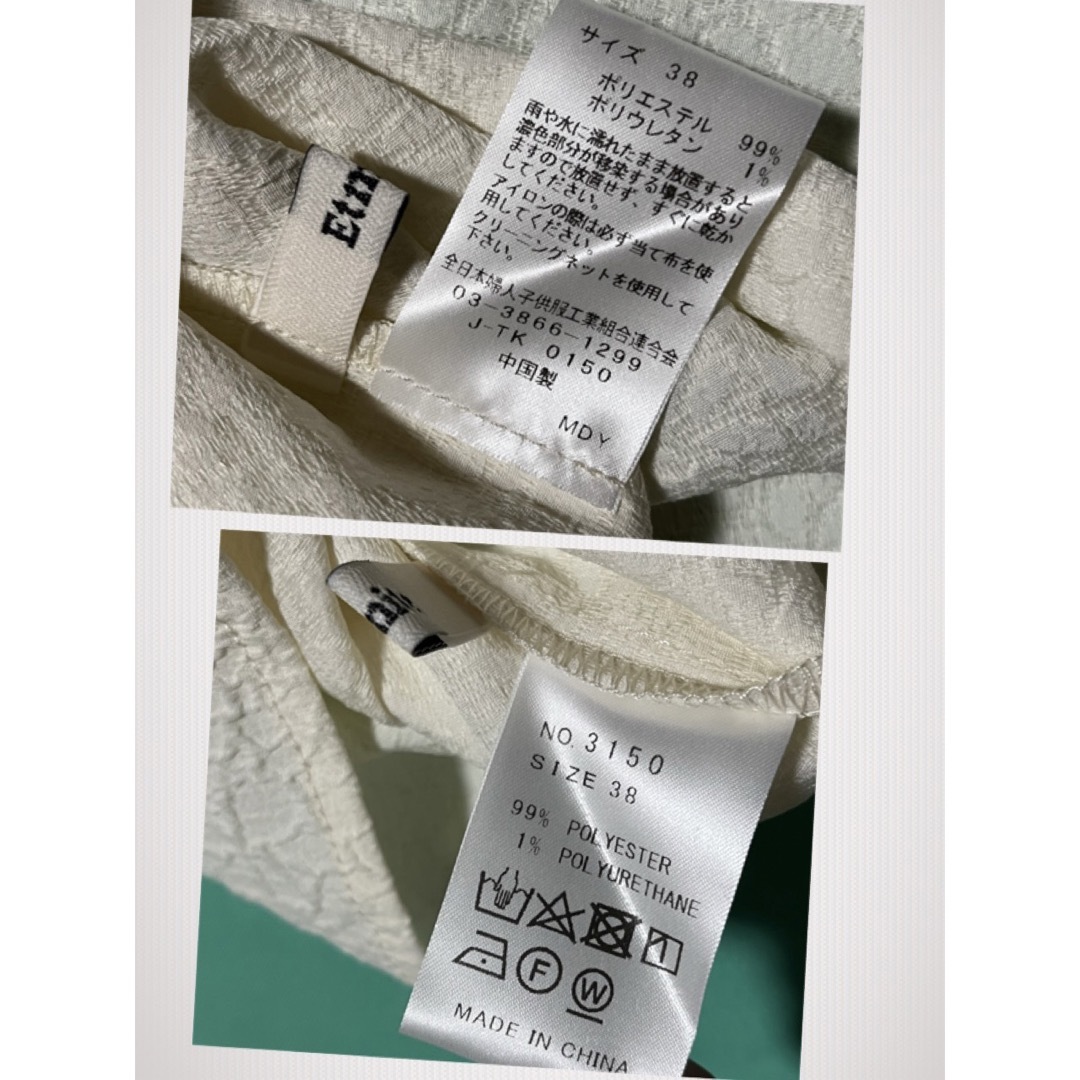 サイズ 38
ポリエステル 99%
ポリウレタン 1%
雨や水に濡れたまま放置すると
濃色部分が移染する場合があり
ますので放置せず、すぐに乾か
してください。
アイロンの際は必ず当て布を使
用してください。
クリーニングネットを使用して
下さい。
全日本婦人子供服工業組合連合会
03-3866-1299
J-TK 0150
中国製
MDY
NO. 3150
SIZE 38
99% POLYESTER
1% POLYURETHANE
1
F W
MADE IN CHINA